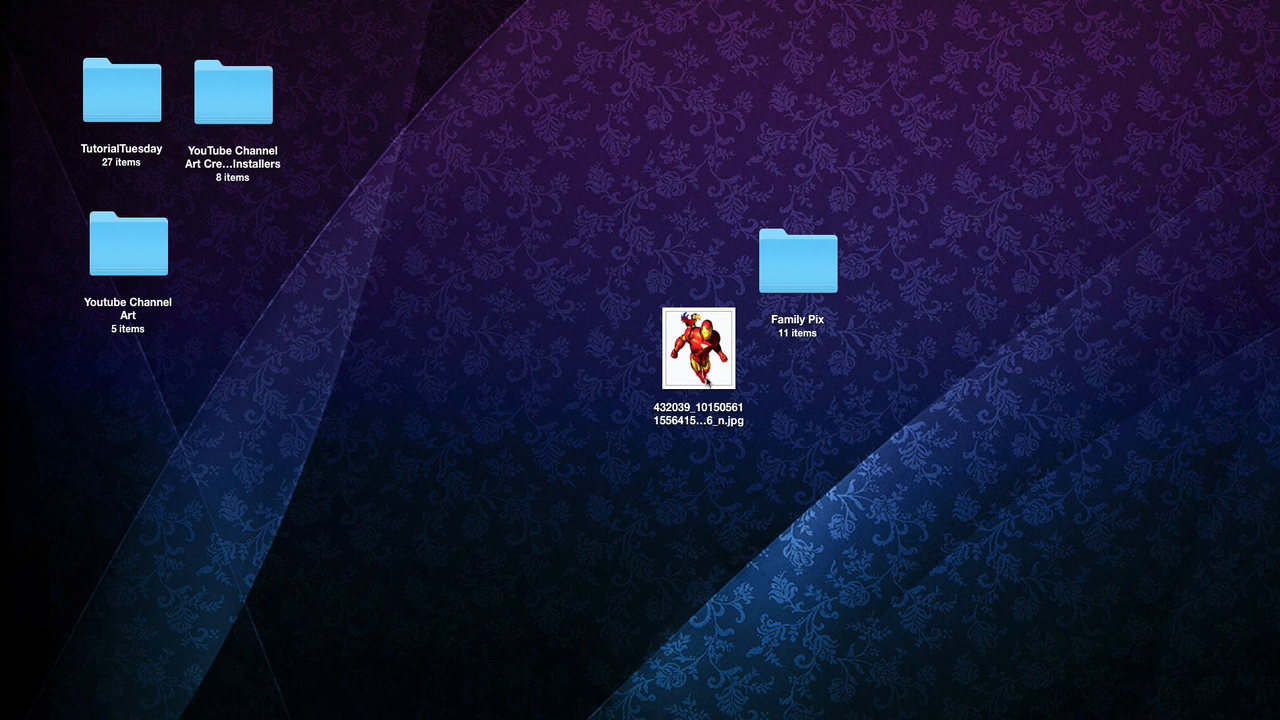 TutorialTuesday
27 items
YouTube Channel
Art Cre...Installers
8 items
Youtube Channel
Art
5 items
Family Pix
11 items
432039_10150561
1556415...6_n.jpg